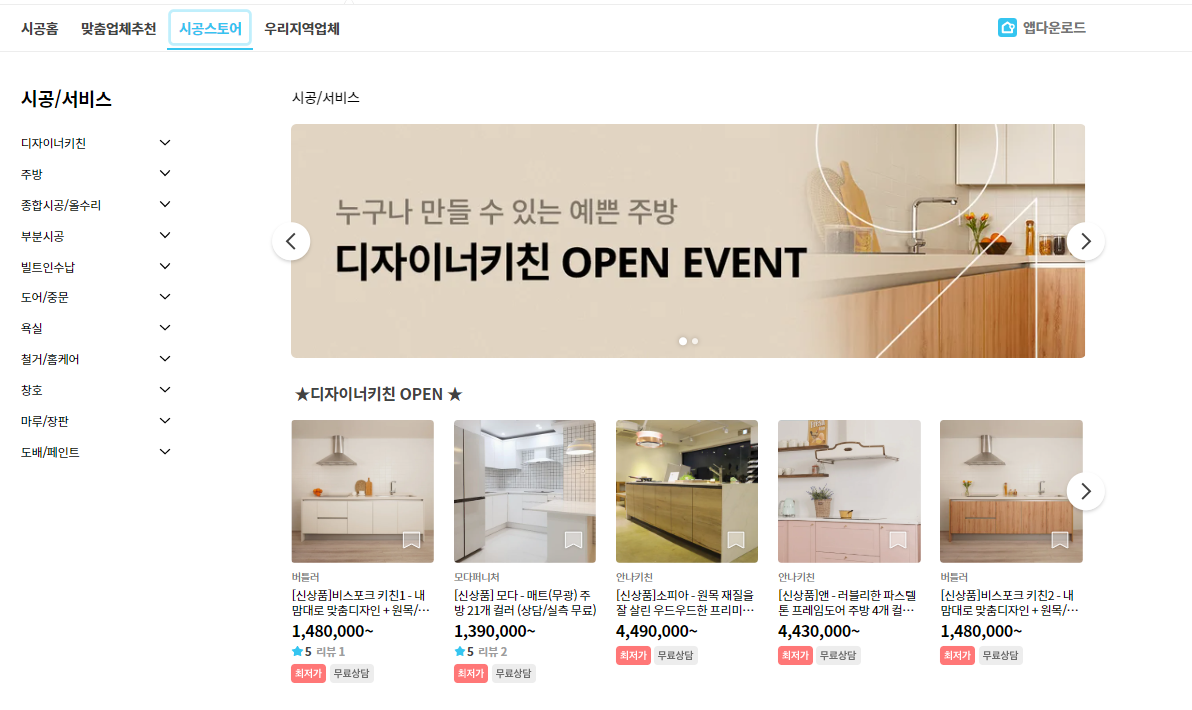 시공홈 맞춤업체추천 시공스토어 우리지역업체 앱다운로드
시공/서비스
디자이너키친
주방
종합시공/올수리
부분시공
빌트인수납
도어/중문
욕실
철거/홈케어
창호
마루/장판
도배/페인트
시공/서비스
누구나 만들 수 있는 예쁜 주방
디자이너키친 OPEN EVENT
★디자이너키친 OPEN ★
버틀러
[신상품]비스포크 키친1 - 내
맘대로 맞춤디자인 + 원목/…
1,480,000~
★5 리뷰 1
최저가 무료상담
모다퍼니처
[신상품] 모다 - 매트(무광) 주
방 21개 컬러 (상담/실측 무료)
1,390,000~
★5 리뷰 2
최저가 무료상담
안나키친
[신상품]소피아 - 원목 재질을
잘 살린 우드우드한 프리미…
4,490,000~
최저가 무료상담
안나키친
[신상품]앤 - 러블리한 파스텔
톤 프레임도어 주방 4개 컬…
4,430,000~
최저가 무료상담
버틀러
[신상품]비스포크 키친2 - 내
맘대로 맞춤디자인 + 원목/…
1,480,000~
최저가 무료상담